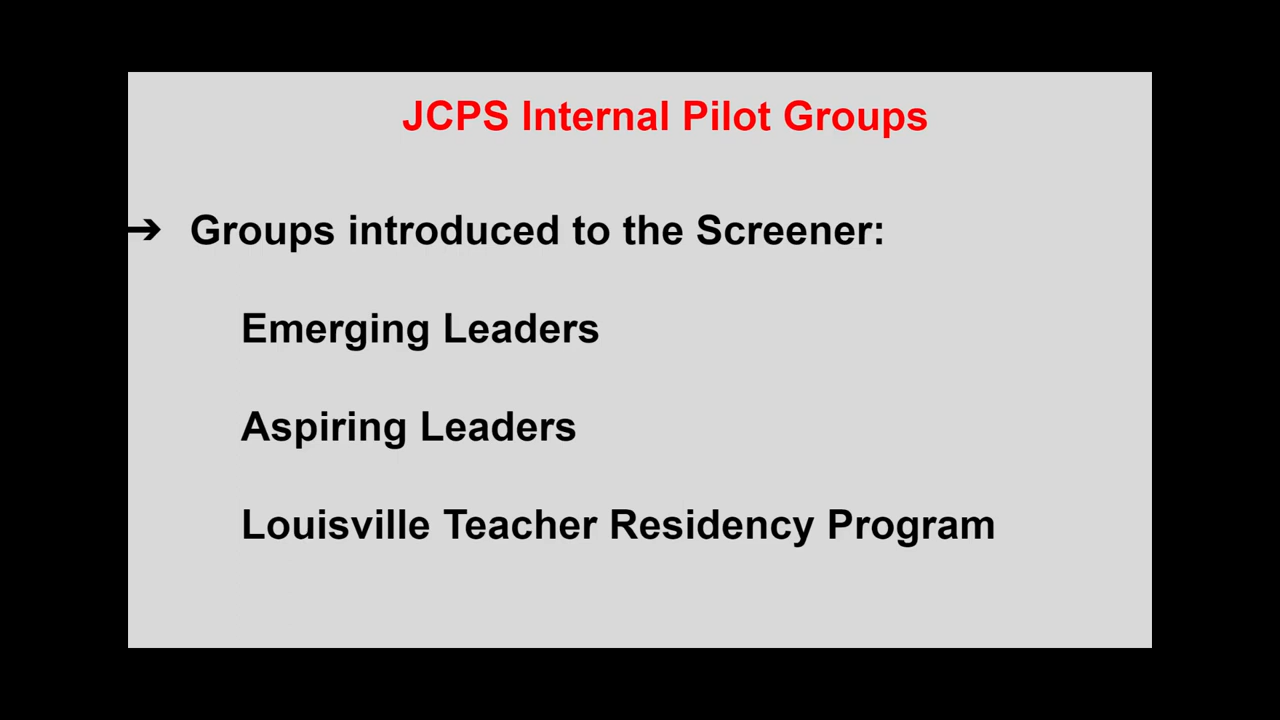 JCPS Internal Pilot Groups
➔ Groups introduced to the Screener:
Emerging Leaders
Aspiring Leaders
Louisville Teacher Residency Program